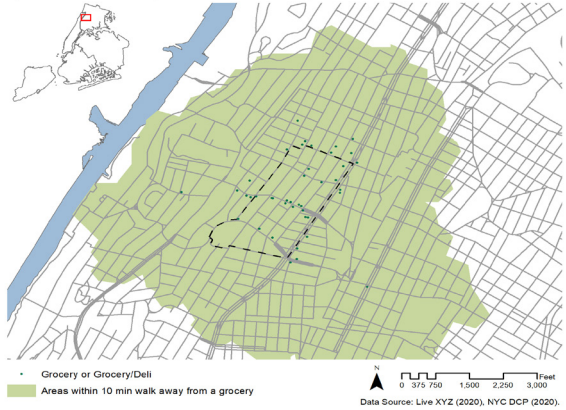 Grocery or Grocery/Deli
Areas within 10 min walk away from a grocery
N
Feet
0 375 750 1,500 2,250 3,000
Data Source: Live XYZ (2020), NYC DCP (2020).